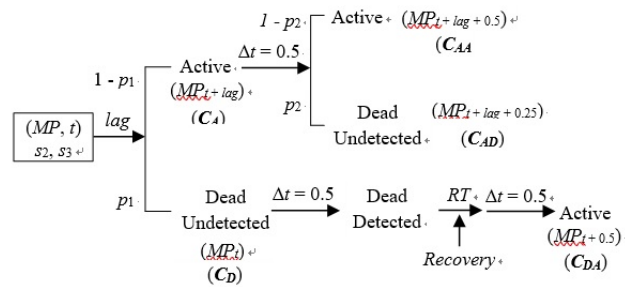 1 - p2 Active (MPt + lag + 0.5)
(CAA
1 - p1 Active Δt = 0.5
(MPt + lag)
(CA)
p2 Dead (MPt + lag + 0.25)
Undetected (CAD)
(MP, t) lag
s2, s3
p1 Dead Δt = 0.5 Dead RT Δt = 0.5 Active
Undetected Detected
(MPt) Recovery (MPt + 0.5)
(CD) (CDA)